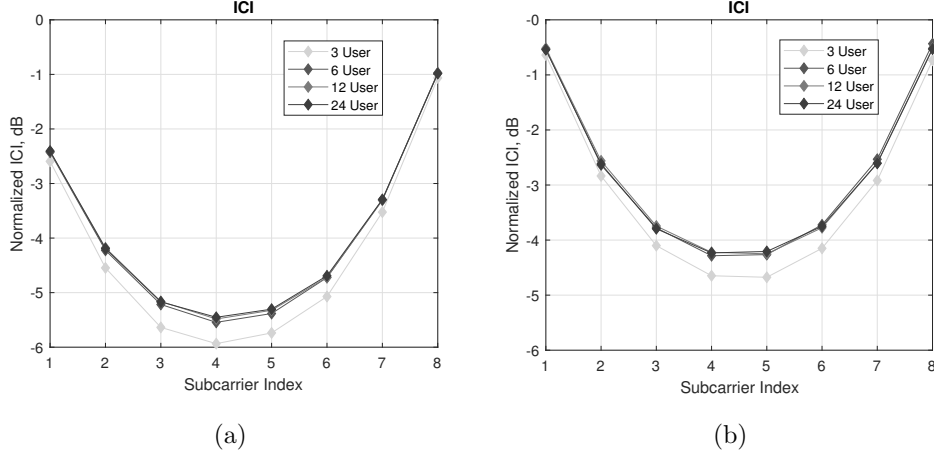 ICI
-0
-1
-2
-3
-4
-5
-6
Normalized ICI, dB
3 User
6 User
12 User
24 User
1 2 3 4 5 6 7 8
Subcarrier Index
(a)
ICI
-0
-1
-2
-3
-4
-5
-6
Normalized ICI, dB
3 User
6 User
12 User
24 User
1 2 3 4 5 6 7 8
Subcarrier Index
(b)